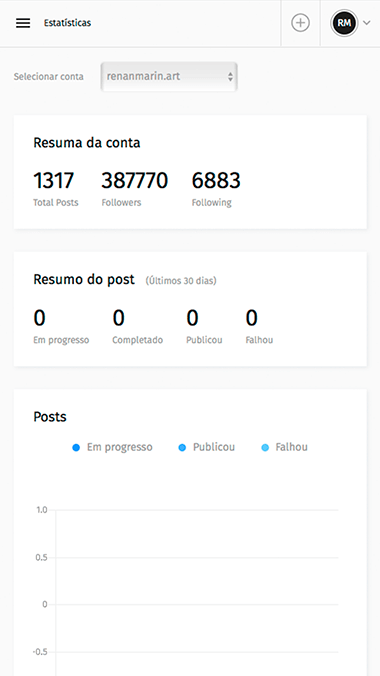 Estatísticas
RM
Selecionar conta
renanmarin.art
Resuma da conta
1317 387770 6883
Total Posts Followers Following
Resumo do post (Últimos 30 dias)
0 0 0 0
Em progresso Completado Publicou Falhou
Posts
Em progresso Publicou Falhou
1.0
0.5
0
-0.5